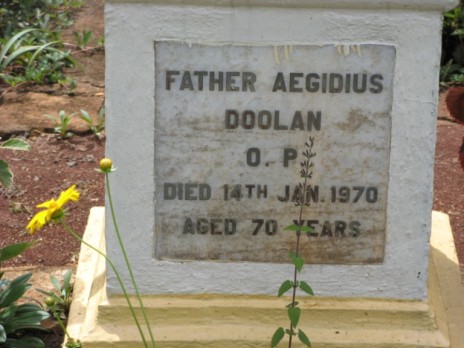 FATHER AEGIDIUS
DOOLAN
O. P
DIED 14TH JAN. 1970
AGED 70 YEARS